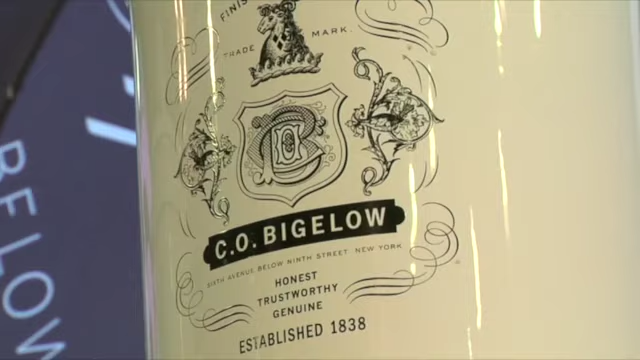 FINIS
TRADE MARK.
C.O. BIGELOW
SIXTH AVENUE BELOW NINTH STREET NEW YORK
HONEST
TRUSTWORTHY
GENUINE
ESTABLISHED 1838
BELOW